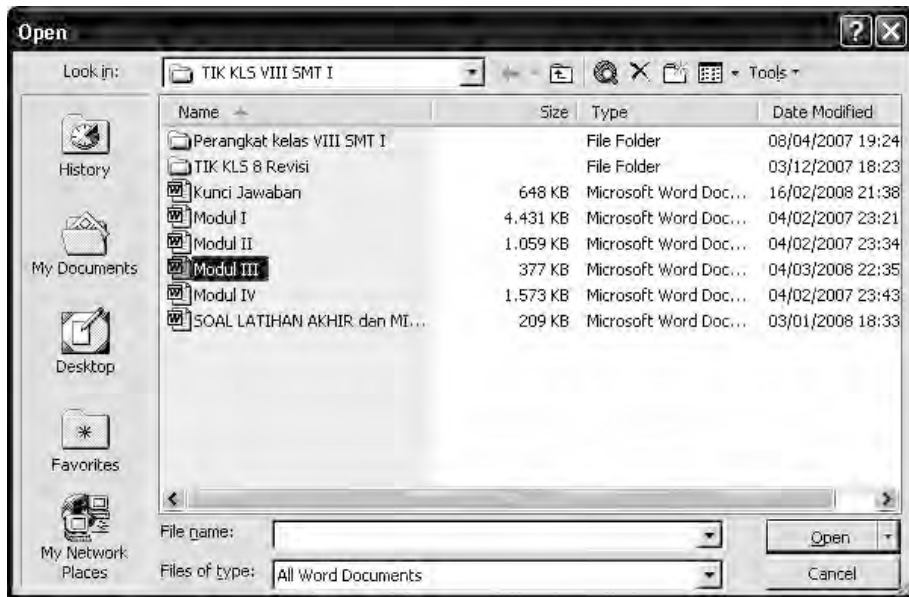 Open
Look in: TIK KLS VIII SMT I Tools
Name Size Type Date Modified
Perangkat kelas VIII SMT I File Folder 08/04/2007 19:24
TIK KLS 8 Revisi File Folder 03/12/2007 18:23
Kunci Jawaban 648 KB Microsoft Word Doc... 16/02/2008 21:38
Modul I 4.431 KB Microsoft Word Doc... 04/02/2007 23:21
Modul II 1.059 KB Microsoft Word Doc... 04/02/2007 23:34
Modul III 377 KB Microsoft Word Doc... 04/03/2008 22:35
Modul IV 1.573 KB Microsoft Word Doc... 04/02/2007 23:43
SOAL LATIHAN AKHIR dan MI... 209 KB Microsoft Word Doc... 03/01/2008 18:33
History
My Documents
Desktop
Favorites
My Network
Places
File name: Open
Files of type: All Word Documents Cancel